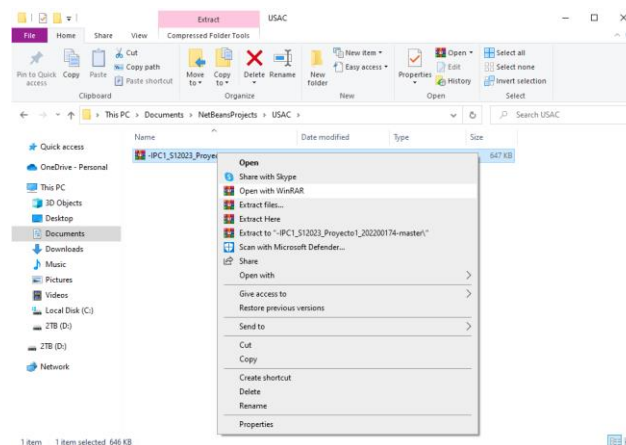 Extract
USAC
File
Home
Share
View
Compressed Folder Tools
Pin to Quick access
Copy
Paste
Cut
Copy path
Paste shortcut
Clipboard
Move to
Copy to
Delete
Rename
Organize
New folder
New item
Easy access
New
Properties
Open
Edit
History
Open
Select all
Select none
Invert selection
Select
This PC > Documents > NetBeansProjects > USAC >
Search USAC
Name
Date modified
Type
Size
Quick access
OneDrive - Personal
This PC
3D Objects
Desktop
Documents
Downloads
Music
Pictures
Videos
Local Disk (C:)
2TB (D:)
2TB (D:)
Network
-IPC1_S12023_Proye
647 KB
Open
Share with Skype
Open with WinRAR
Extract files...
Extract Here
Extract to "-IPC1_S12023_Proyecto1_202200174-master\"
Scan with Microsoft Defender...
Share
Open with
Give access to
Restore previous versions
Send to
Cut
Copy
Create shortcut
Delete
Rename
Properties
1 item
1 item selected 646 KB